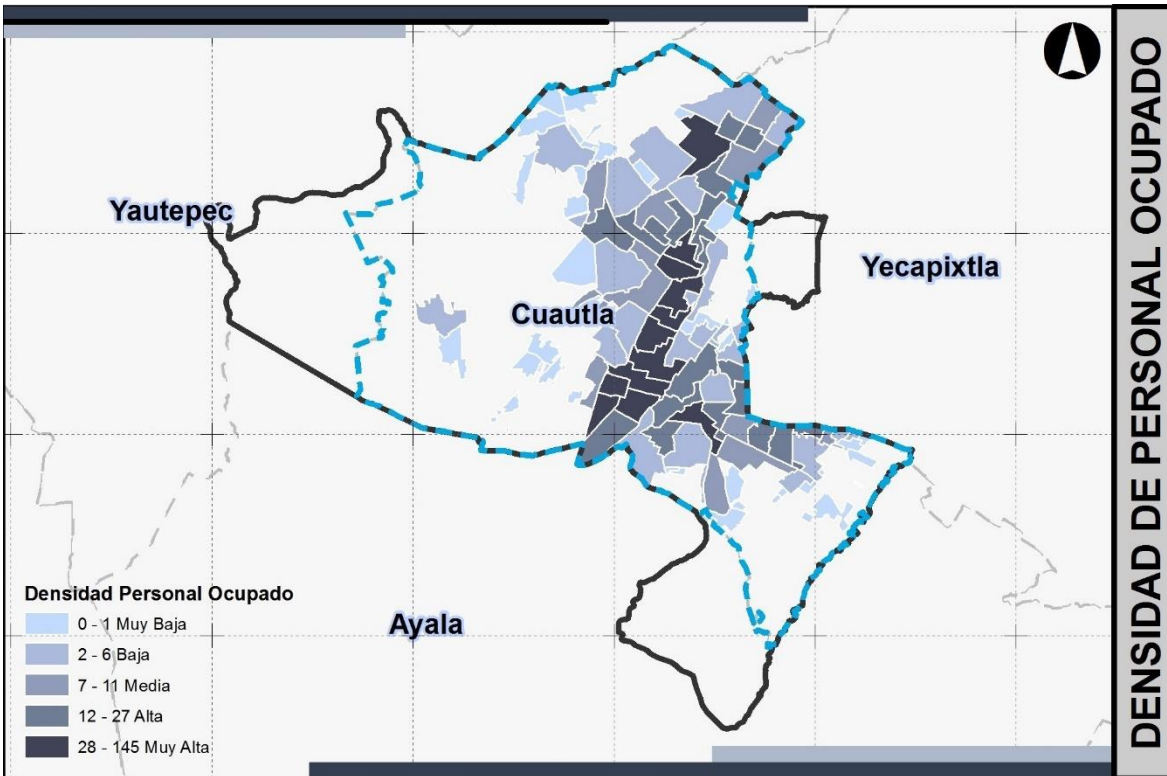 Yautepec
Yecapixtla
Cuautla
Ayala
Densidad Personal Ocupado
0 - 1 Muy Baja
2 - 6 Baja
7 - 11 Media
12 - 27 Alta
28 - 145 Muy Alta
DENSIDAD DE PERSONAL OCUPADO